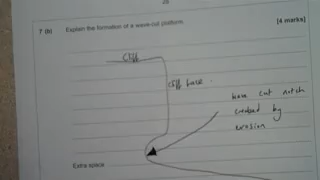 28
7 (b) Explain the formation of a wave-cut platform.
[4 marks]
Cliff
cliff base.
wave cut notch
created by
erosion
Extra space